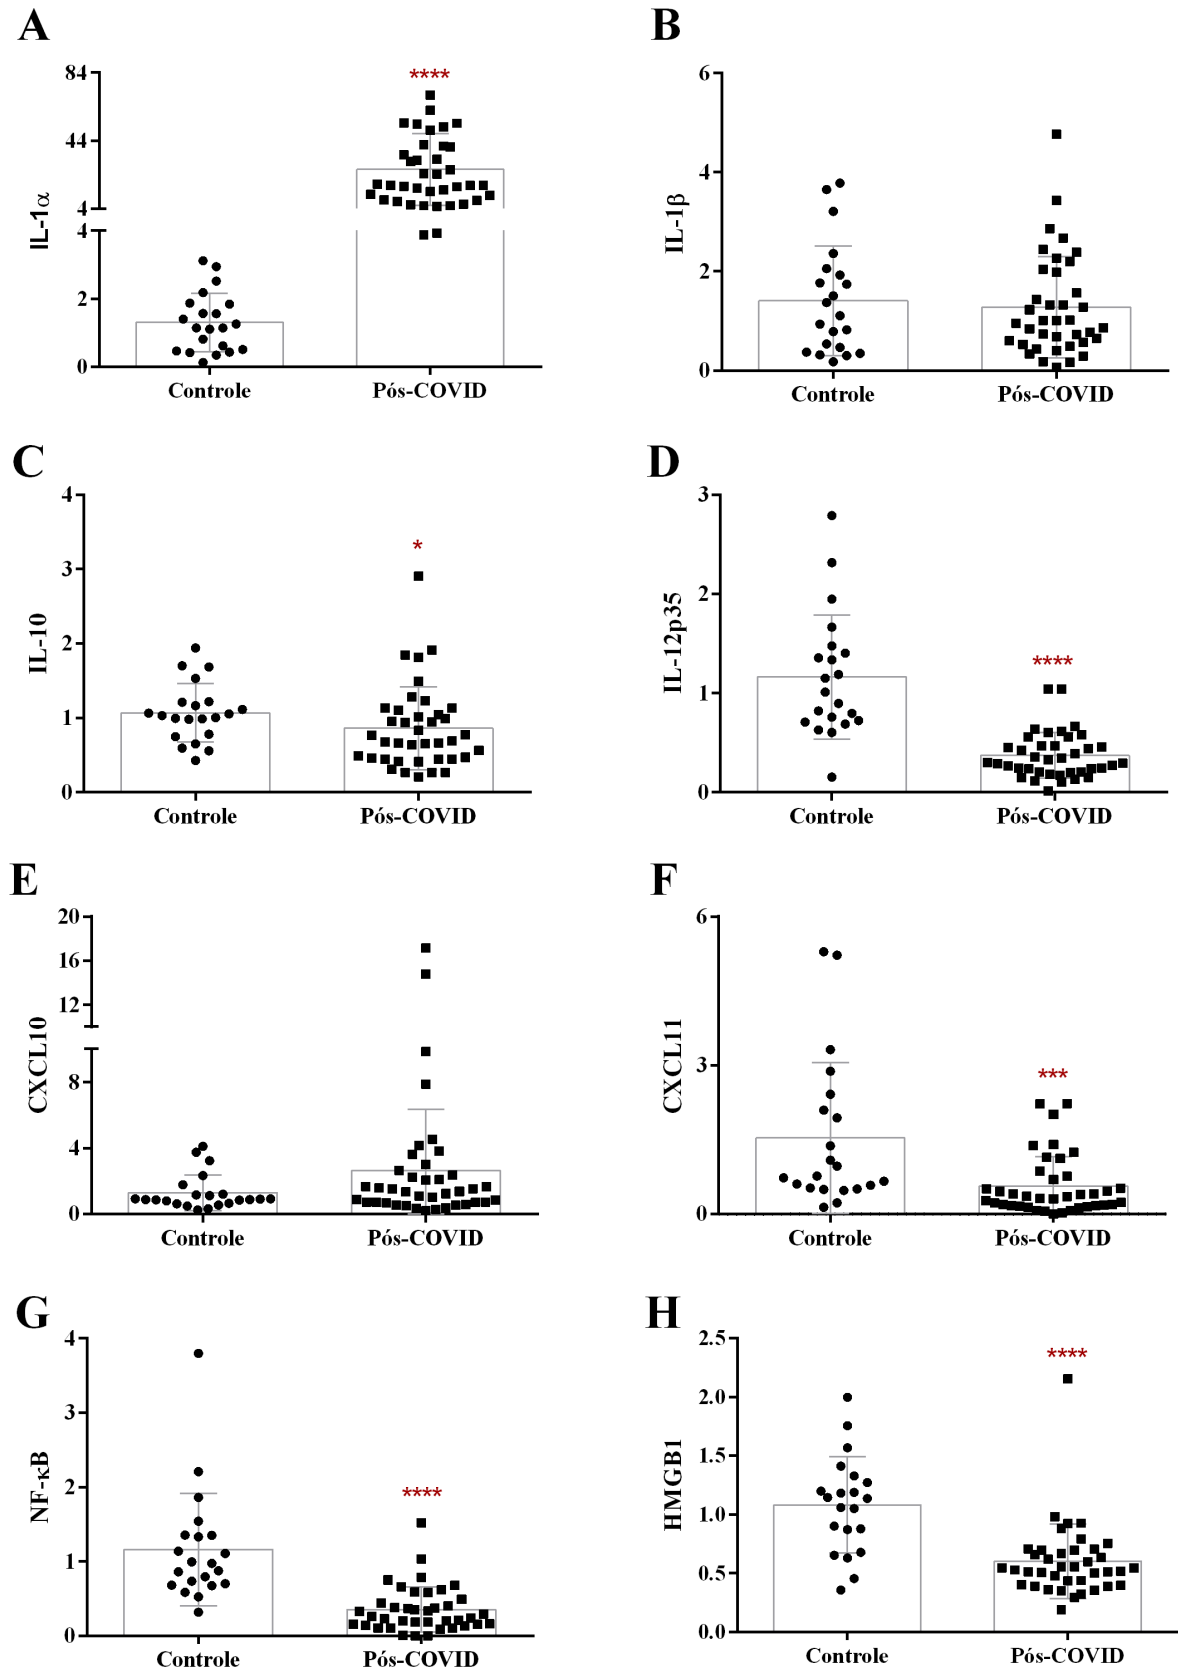 A
84
44
4
4
2
0
IL-1α
****
Controle
Pós-COVID
B
6
4
2
0
IL-1β
Controle
Pós-COVID
C
4
3
2
1
0
IL-10
*
Controle
Pós-COVID
D
3
2
1
0
IL-12p35
****
Controle
Pós-COVID
E
20
16
12
8
4
0
CXCL10
Controle
Pós-COVID
F
6
3
0
CXCL11
***
Controle
Pós-COVID
G
4
3
2
1
0
NF-κB
****
Controle
Pós-COVID
H
2.5
2.0
1.5
1.0
0.5
0.0
HMGB1
****
Controle
Pós-COVID